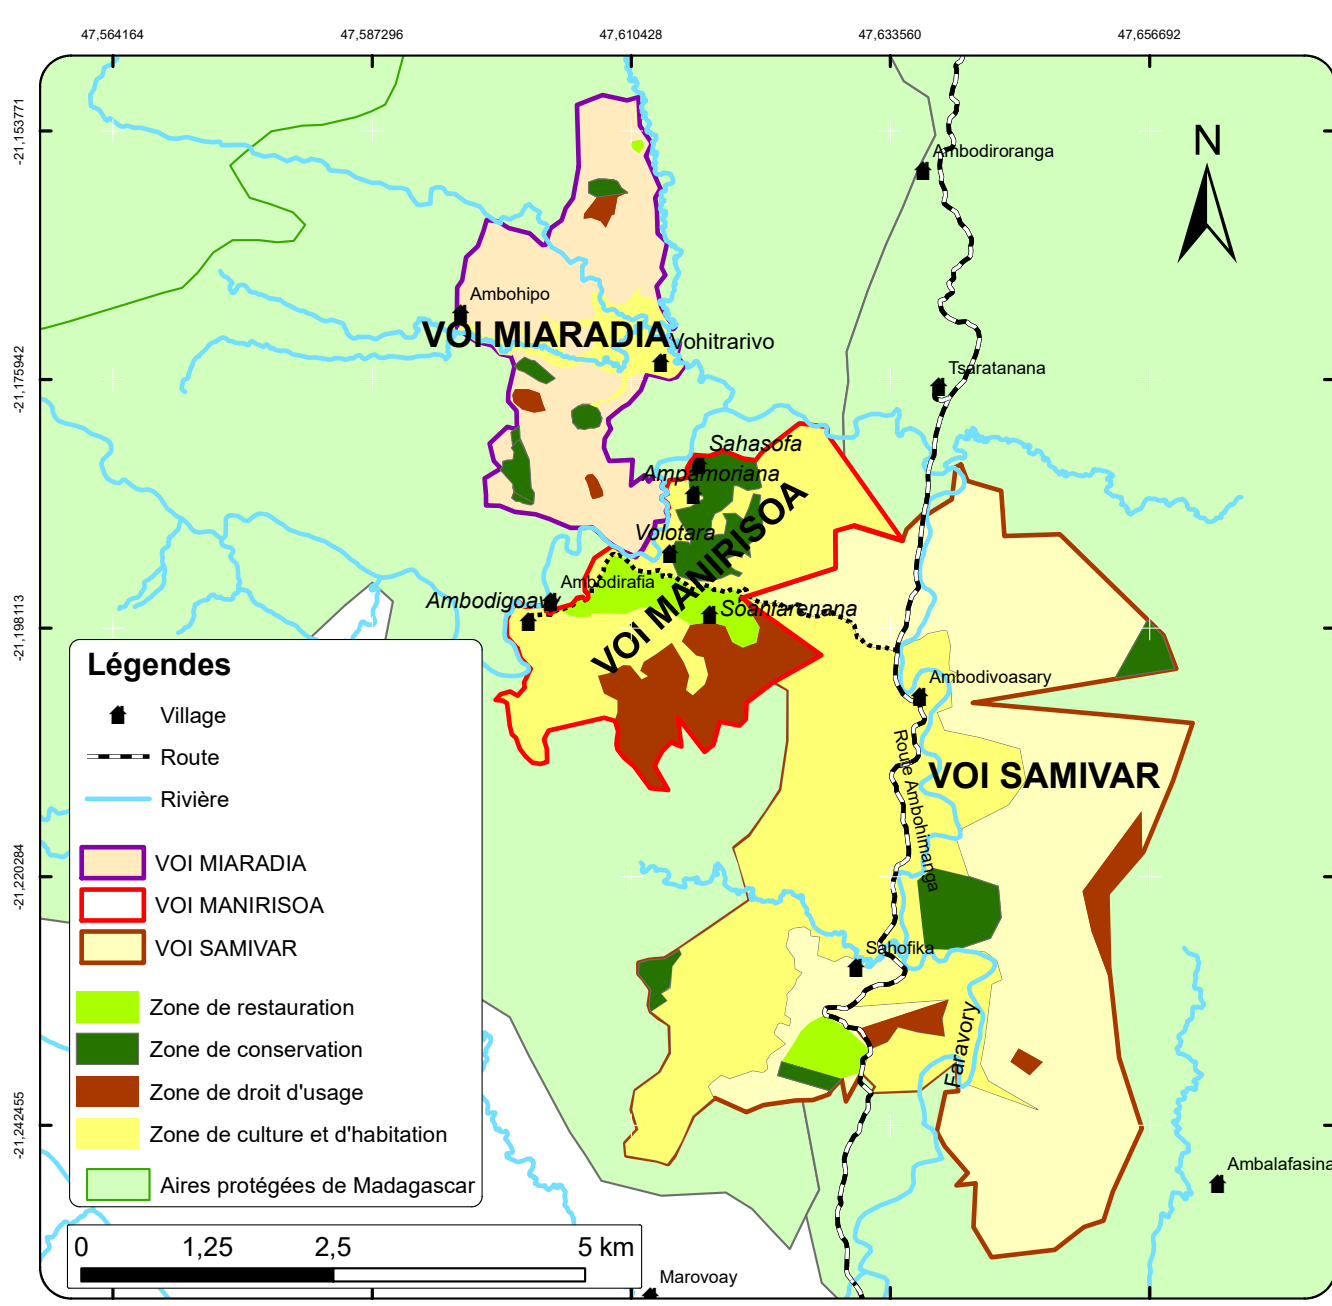 47,564164
47,587296
47,610428
47,633560
47,656692
-21,153771
-21,175942
-21,198113
-21,220284
-21,242455
N
Ambodiroranga
Ambohipo
VOI MIARADIA
Vohitrarivo
Tsaratanana
Sahasofa
Ampamoriana
VOI MANIRISOA
Volotara
Ambodirafia
Ambodigoavy
Soaniarenana
Ambodivoasary
Route Ambohimanga
VOI SAMIVAR
Sahofika
Faravory
Ambalafasina
Marovoay
Légendes
Village
Route
Rivière
VOI MIARADIA
VOI MANIRISOA
VOI SAMIVAR
Zone de restauration
Zone de conservation
Zone de droit d'usage
Zone de culture et d'habitation
Aires protégées de Madagascar
0 1,25 2,5 5 km